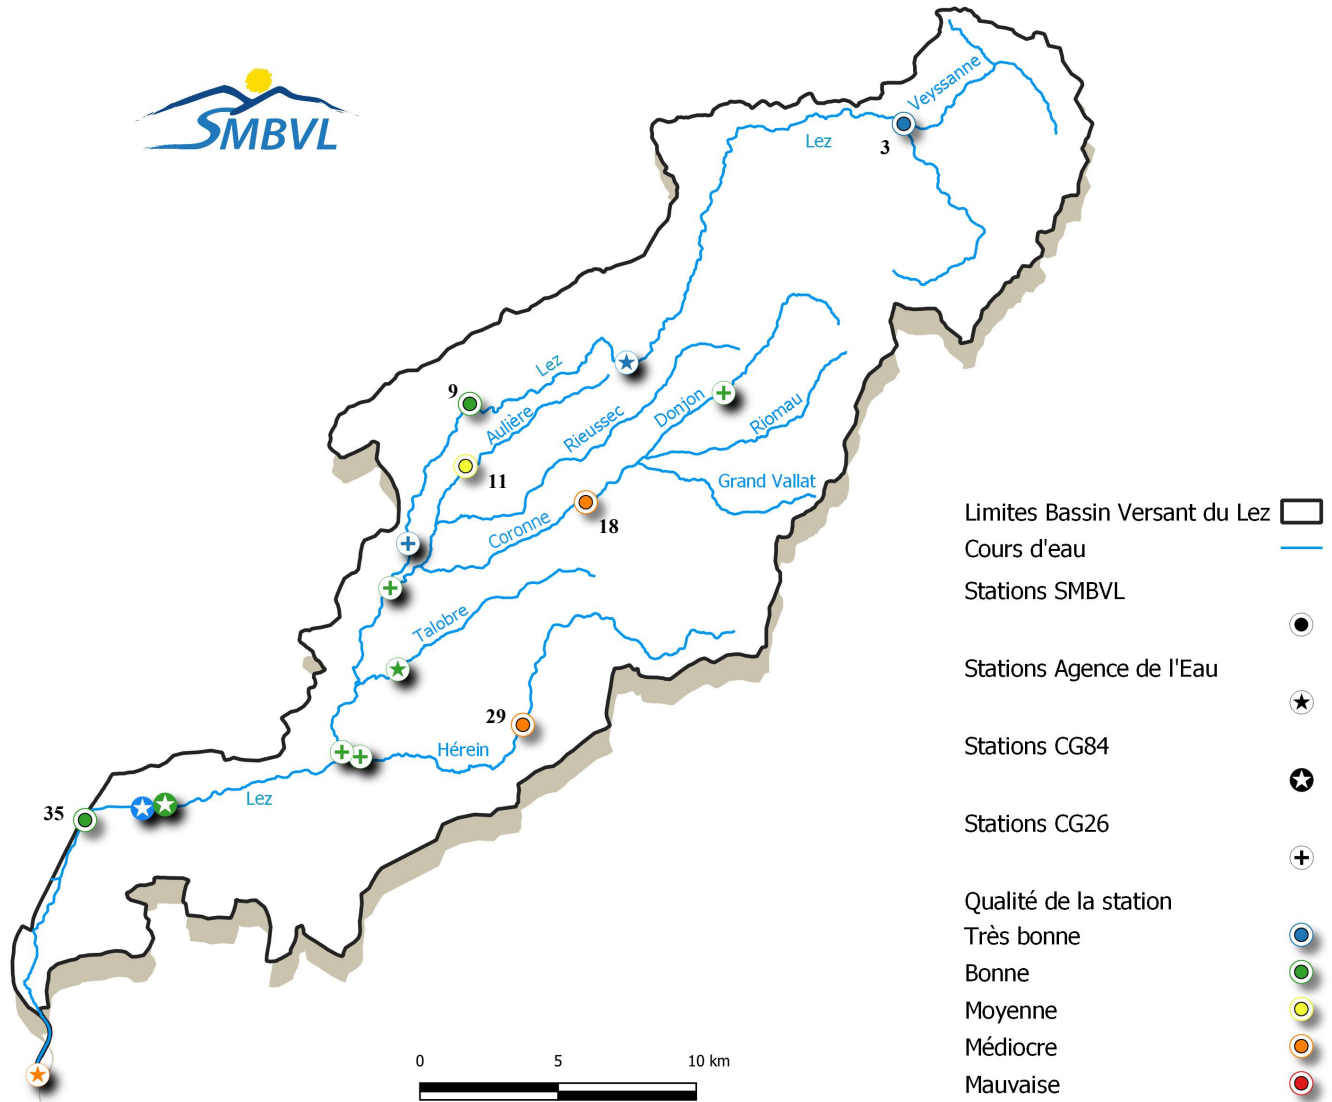 SMBVL
Veyssanne
Lez
3
Lez
9
Aulière
Rieussec
Donjon
Riomau
11
Grand Vallat
18
Coronne
Talobre
29
Hérein
Lez
35
Limites Bassin Versant du Lez
Cours d'eau
Stations SMBVL
Stations Agence de l'Eau
Stations CG84
Stations CG26
Qualité de la station
Très bonne
Bonne
Moyenne
Médiocre
Mauvaise
0 5 10 km